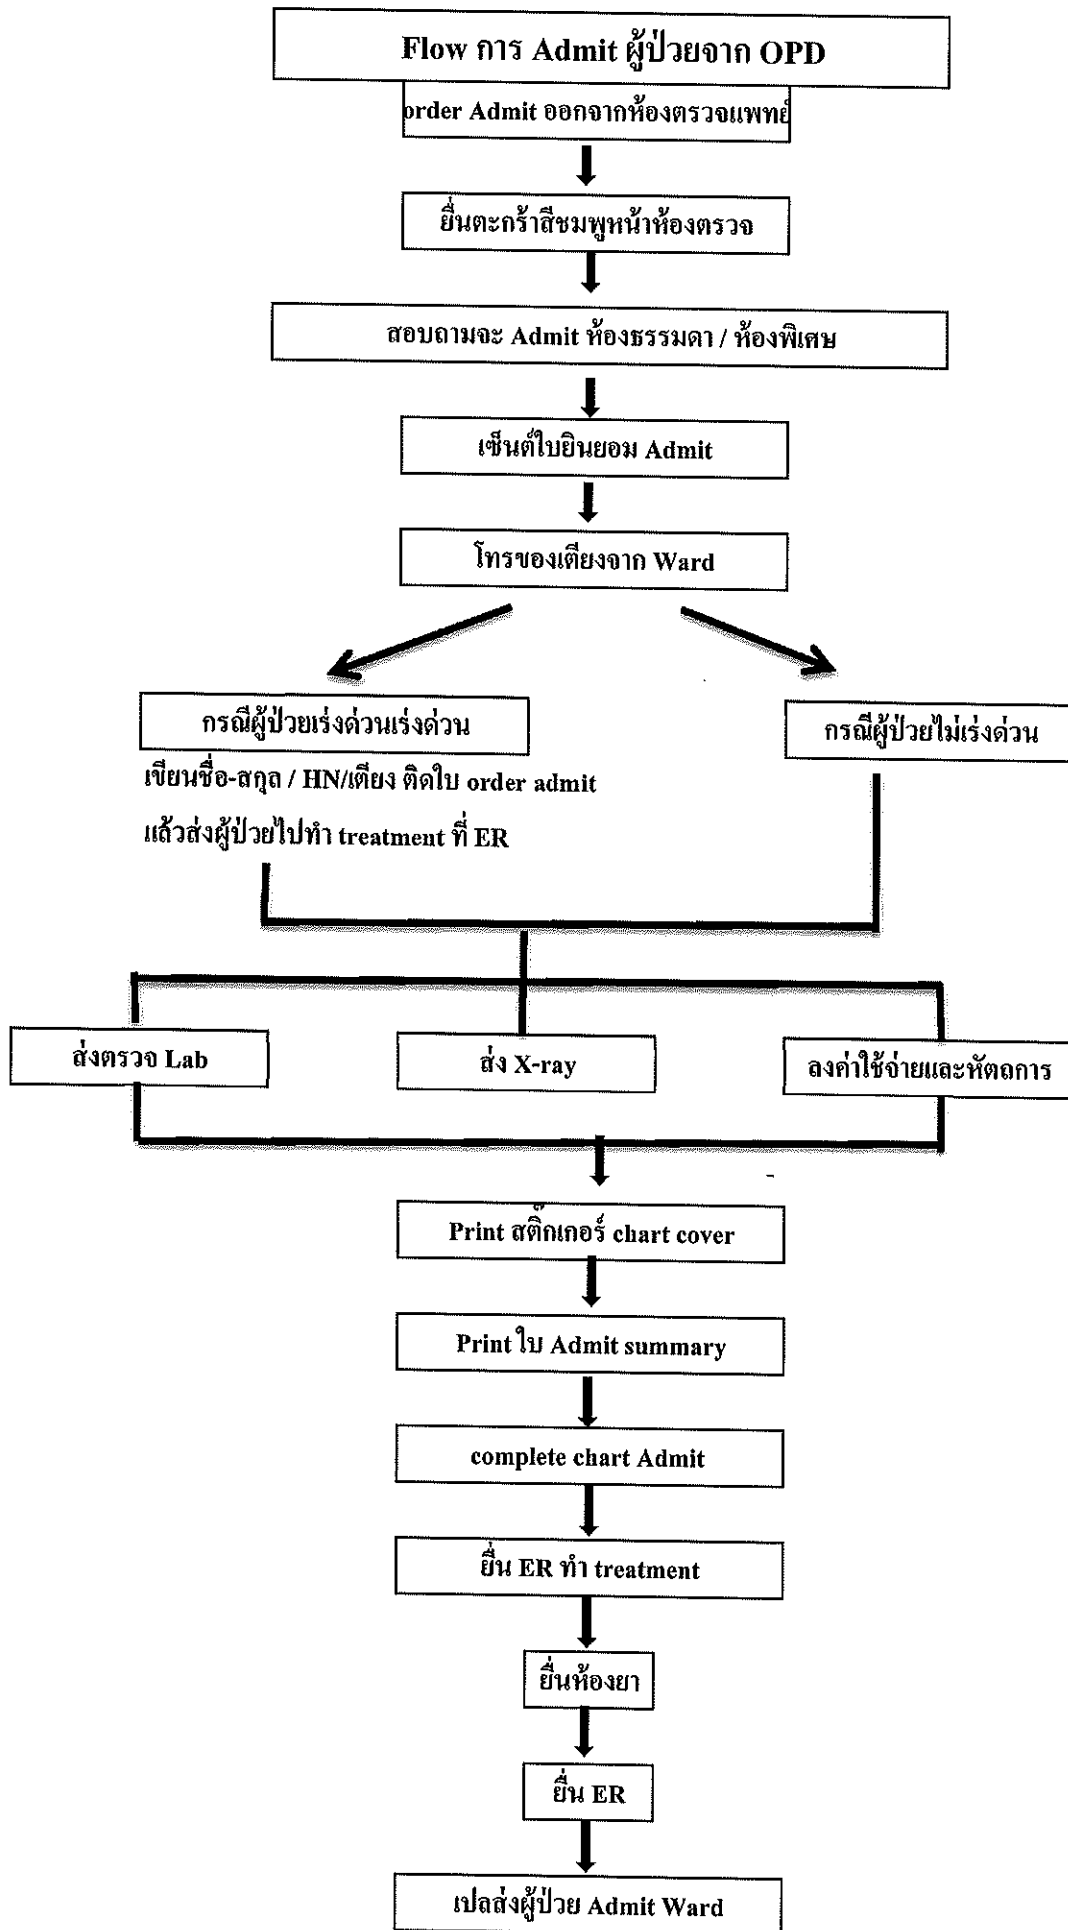 Flow การ Admit ผู้ป่วยจาก OPD
order Admit ออกจากห้องตรวจแพทย์
ยื่นตะกร้าสีชมพูหน้าห้องตรวจ
สอบถามจะ Admit ห้องธรรมดา / ห้องพิเศษ
เซ็นต์ใบยินยอม Admit
โทรของเตียงจาก Ward
กรณีผู้ป่วยเร่งด่วนเร่งด่วน
กรณีผู้ป่วยไม่เร่งด่วน
เขียนชื่อ-สกุล / HN/เตียง ติดใบ order admit
แล้วส่งผู้ป่วยไปทำ treatment ที่ ER
ส่งตรวจ Lab
ส่ง X-ray
ลงค่าใช้จ่ายและหัตถการ
Print สติ๊กเกอร์ chart cover
Print ใบ Admit summary
complete chart Admit
ยื่น ER ทำ treatment
ยื่นห้องยา
ยื่น ER
เปลส่งผู้ป่วย Admit Ward